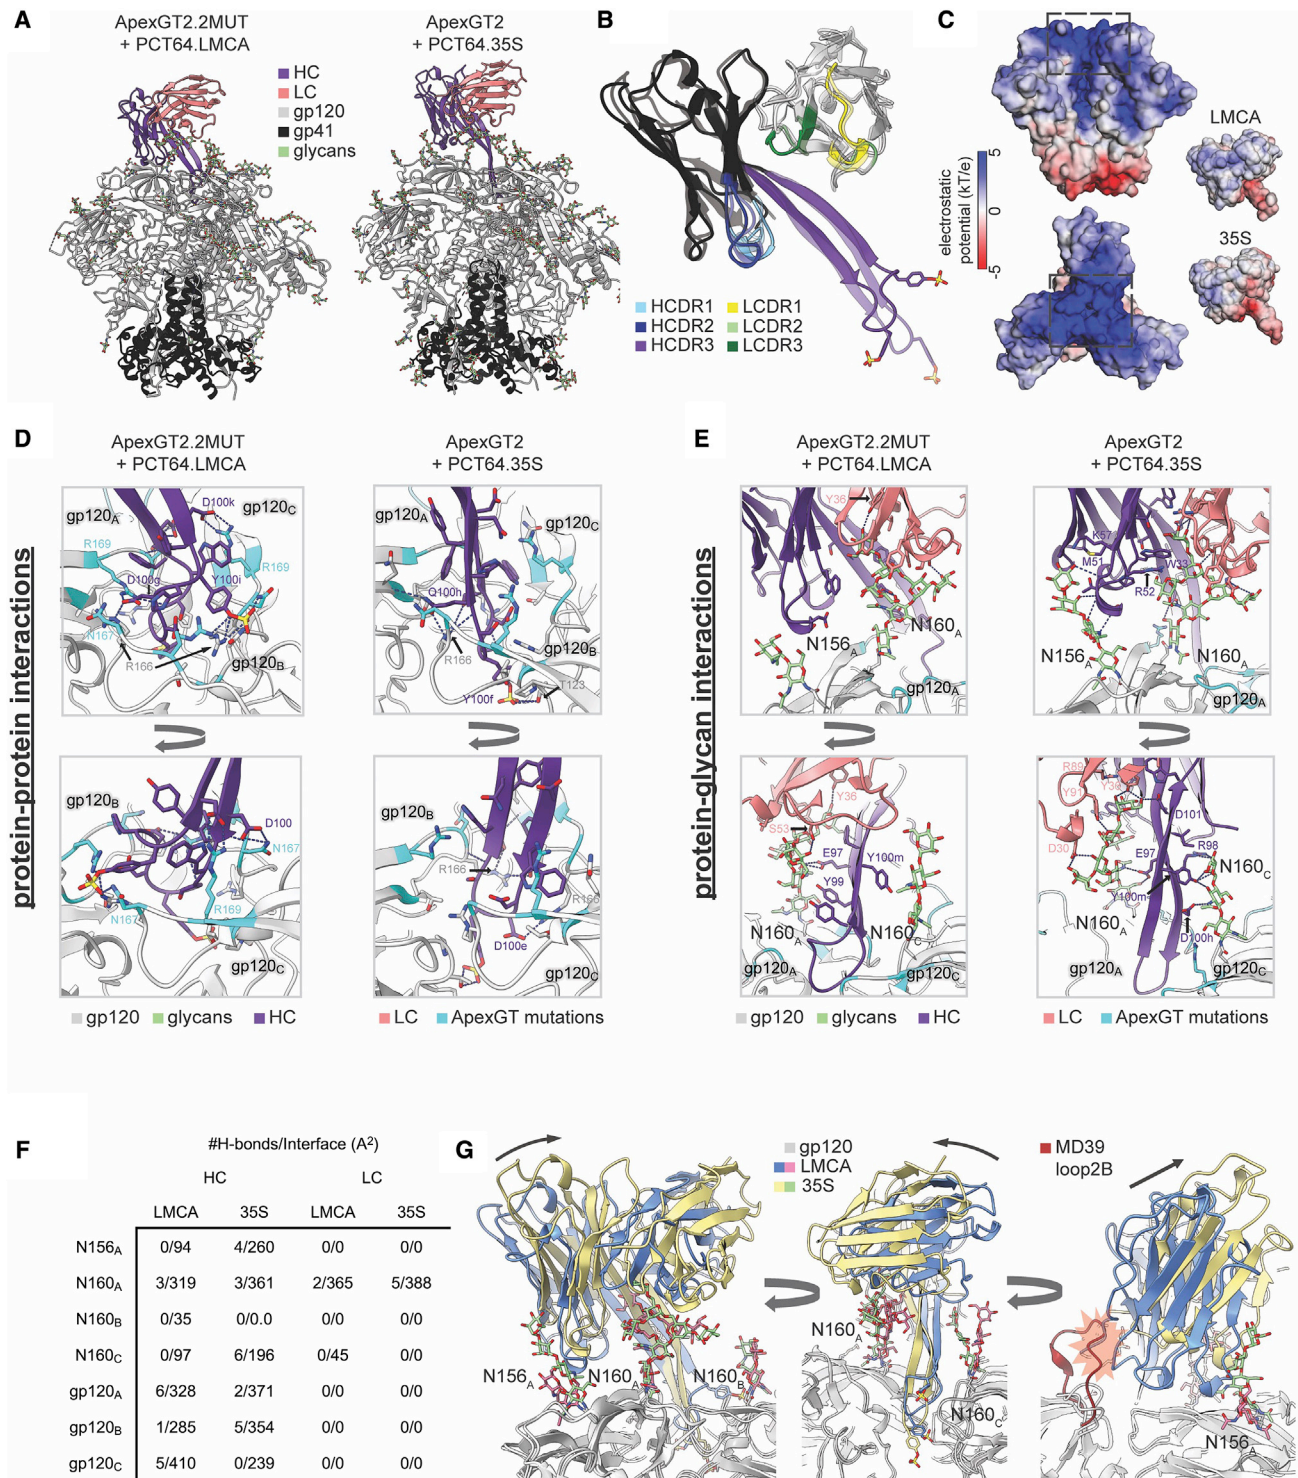 A
ApexGT2.2MUT
+ PCT64.LMCA
ApexGT2
+ PCT64.35S
HC
LC
gp120
gp41
glycans
B
HCDR1
HCDR2
HCDR3
LCDR1
LCDR2
LCDR3
C
electrostatic
potential (kT/e)
5
0
-5
LMCA
35S
D
ApexGT2.2MUT
+ PCT64.LMCA
ApexGT2
+ PCT64.35S
protein-protein interactions
D100k
gp120A
gp120C
R169
R169
D100g
Y100i
N167
R166
gp120B
gp120A
gp120C
Q100h
R166
gp120B
Y100f
T123
gp120B
D100
N167
R169
N167
gp120C
gp120B
R166
R166
D100e
gp120C
gp120
glycans
HC
LC
ApexGT mutations
E
ApexGT2.2MUT
+ PCT64.LMCA
ApexGT2
+ PCT64.35S
protein-glycan interactions
Y36
N160A
N156A
gp120A
K57
M51
W33
R52
N156A
N160A
gp120A
Y36
S53
E97
Y100m
Y99
N160A
N160C
gp120A
gp120C
R89
Y91
Y36
D101
D30
E97
R98
N160C
Y100m
N160A
D100h
gp120A
gp120C
gp120
glycans
HC
LC
ApexGT mutations
F
#H-bonds/Interface (A2)
HC LC
LMCA 35S LMCA 35S
N156A 0/94 4/260 0/0 0/0
N160A 3/319 3/361 2/365 5/388
N160B 0/35 0/0.0 0/0 0/0
N160C 0/97 6/196 0/45 0/0
gp120A 6/328 2/371 0/0 0/0
gp120B 1/285 5/354 0/0 0/0
gp120C 5/410 0/239 0/0 0/0
G
gp120
LMCA
35S
MD39
loop2B
N156A
N160A
N160B
N160A
N160C
N156A